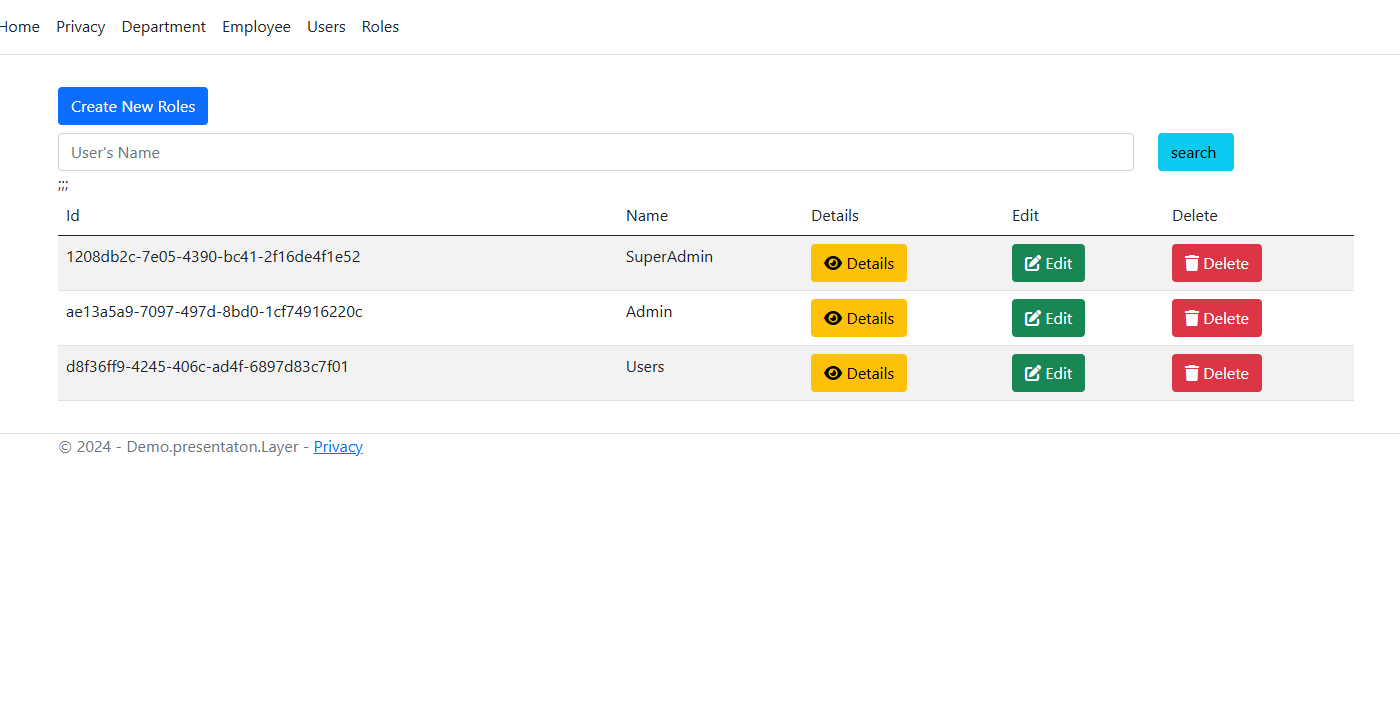 Home Privacy Department Employee Users Roles
Create New Roles
User's Name search
;;;
Id Name Details Edit Delete
1208db2c-7e05-4390-bc41-2f16de4f1e52 SuperAdmin Details Edit Delete
ae13a5a9-7097-497d-8bd0-1cf74916220c Admin Details Edit Delete
d8f36ff9-4245-406c-ad4f-6897d83c7f01 Users Details Edit Delete
© 2024 - Demo.presentaton.Layer - Privacy